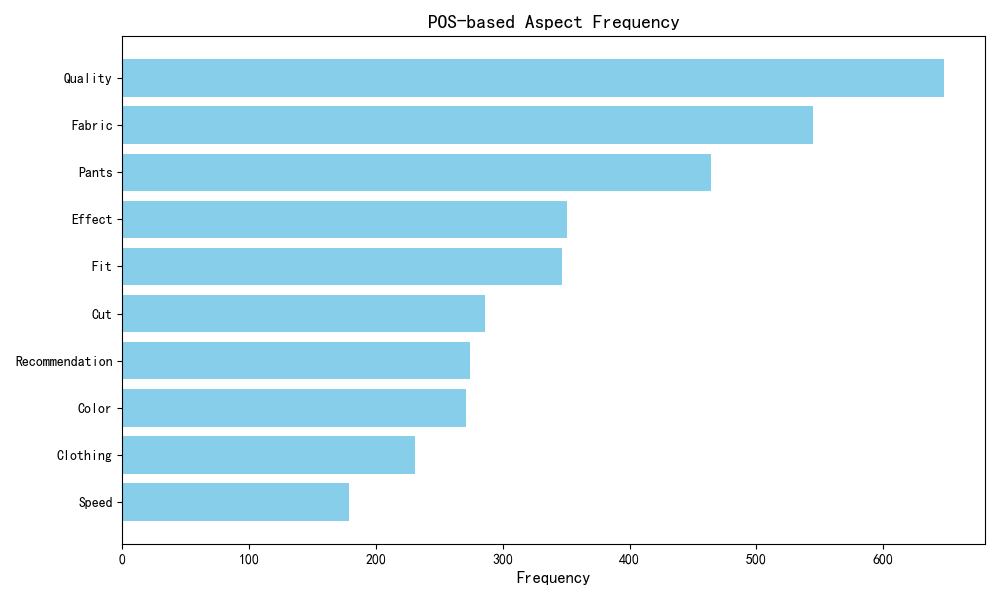 POS-based Aspect Frequency
Quality
Fabric
Pants
Effect
Fit
Cut
Recommendation
Color
Clothing
Speed
0 100 200 300 400 500 600
Frequency